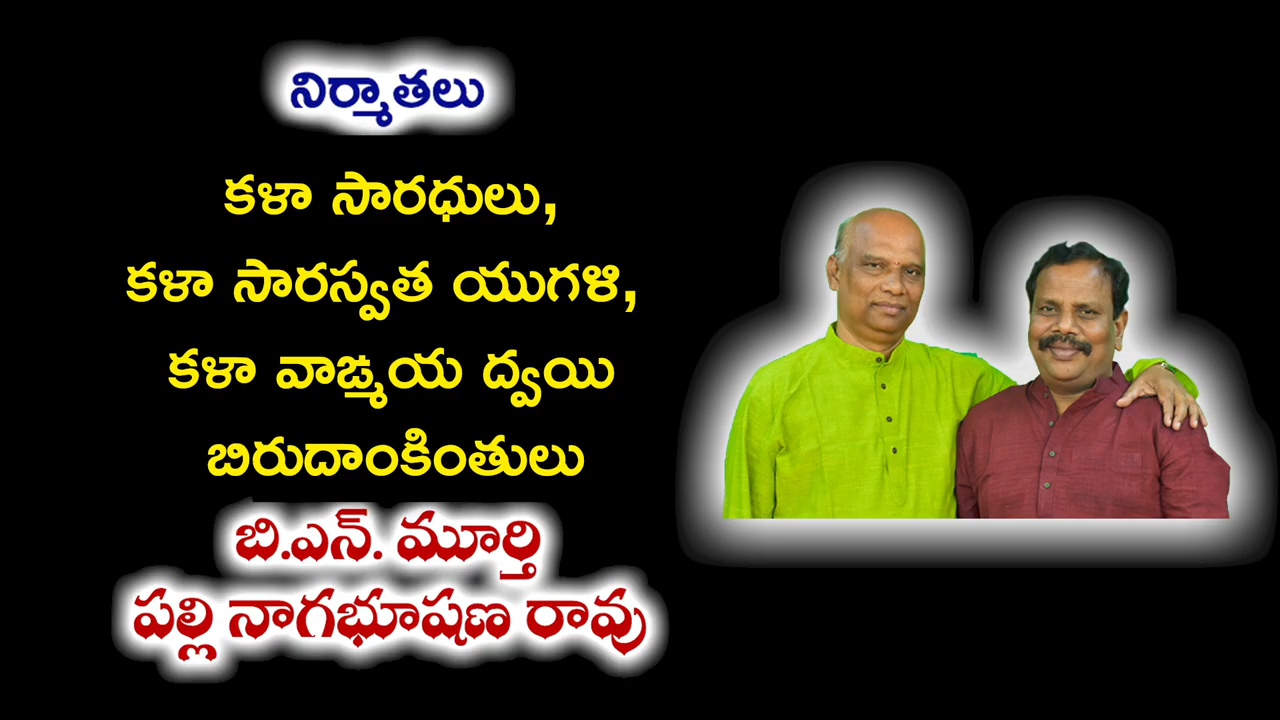 నిర్మాతలు
కళా సారధులు,
కళా సారస్వత యుగళి,
కళా వాఙ్మయ ద్వయి
బిరుదాంకింతులు
బి.ఎన్. మూర్తి
పల్లి నాగభూషణ రావు